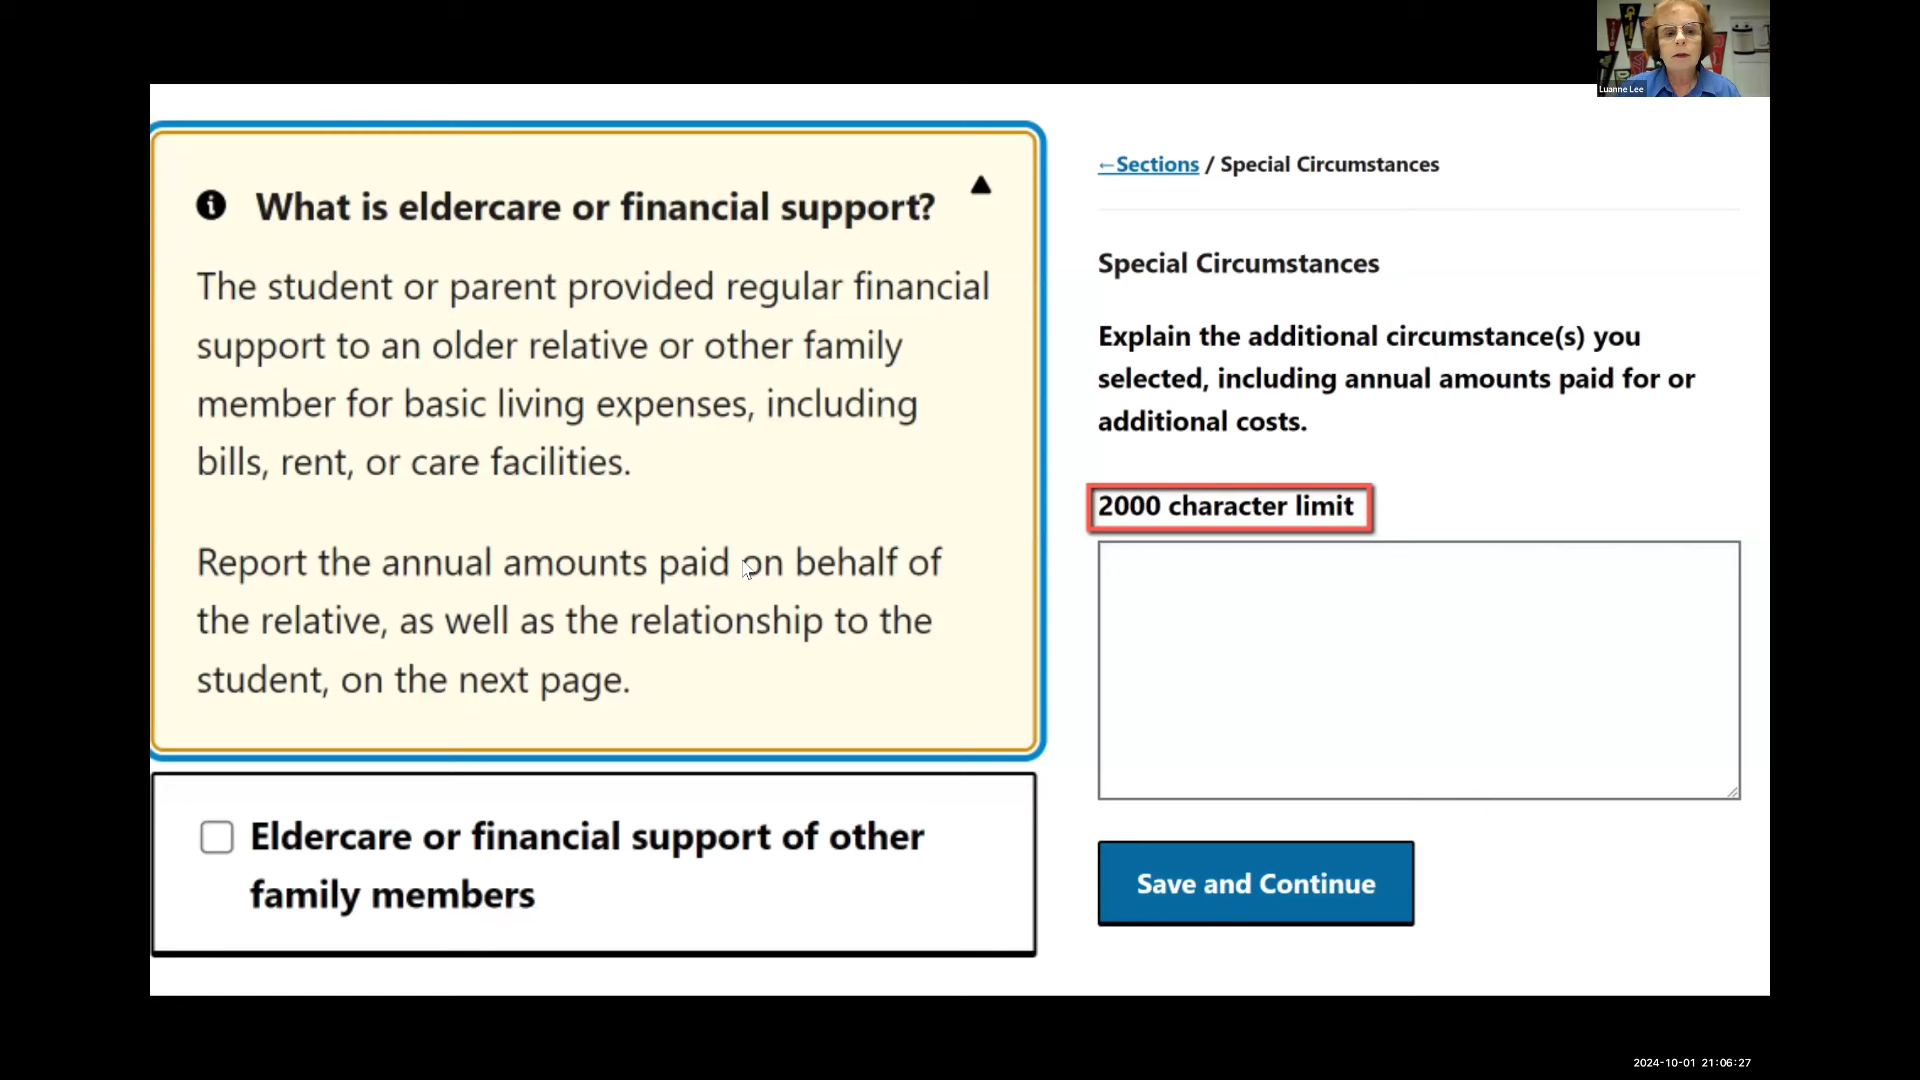 Luanne Lee
What is eldercare or financial support?
The student or parent provided regular financial
support to an older relative or other family
member for basic living expenses, including
bills, rent, or care facilities.
Report the annual amounts paid on behalf of
the relative, as well as the relationship to the
student, on the next page.
Eldercare or financial support of other
family members
←Sections / Special Circumstances
Special Circumstances
Explain the additional circumstance(s) you
selected, including annual amounts paid for or
additional costs.
2000 character limit
Save and Continue
2024-10-01 21:06:27